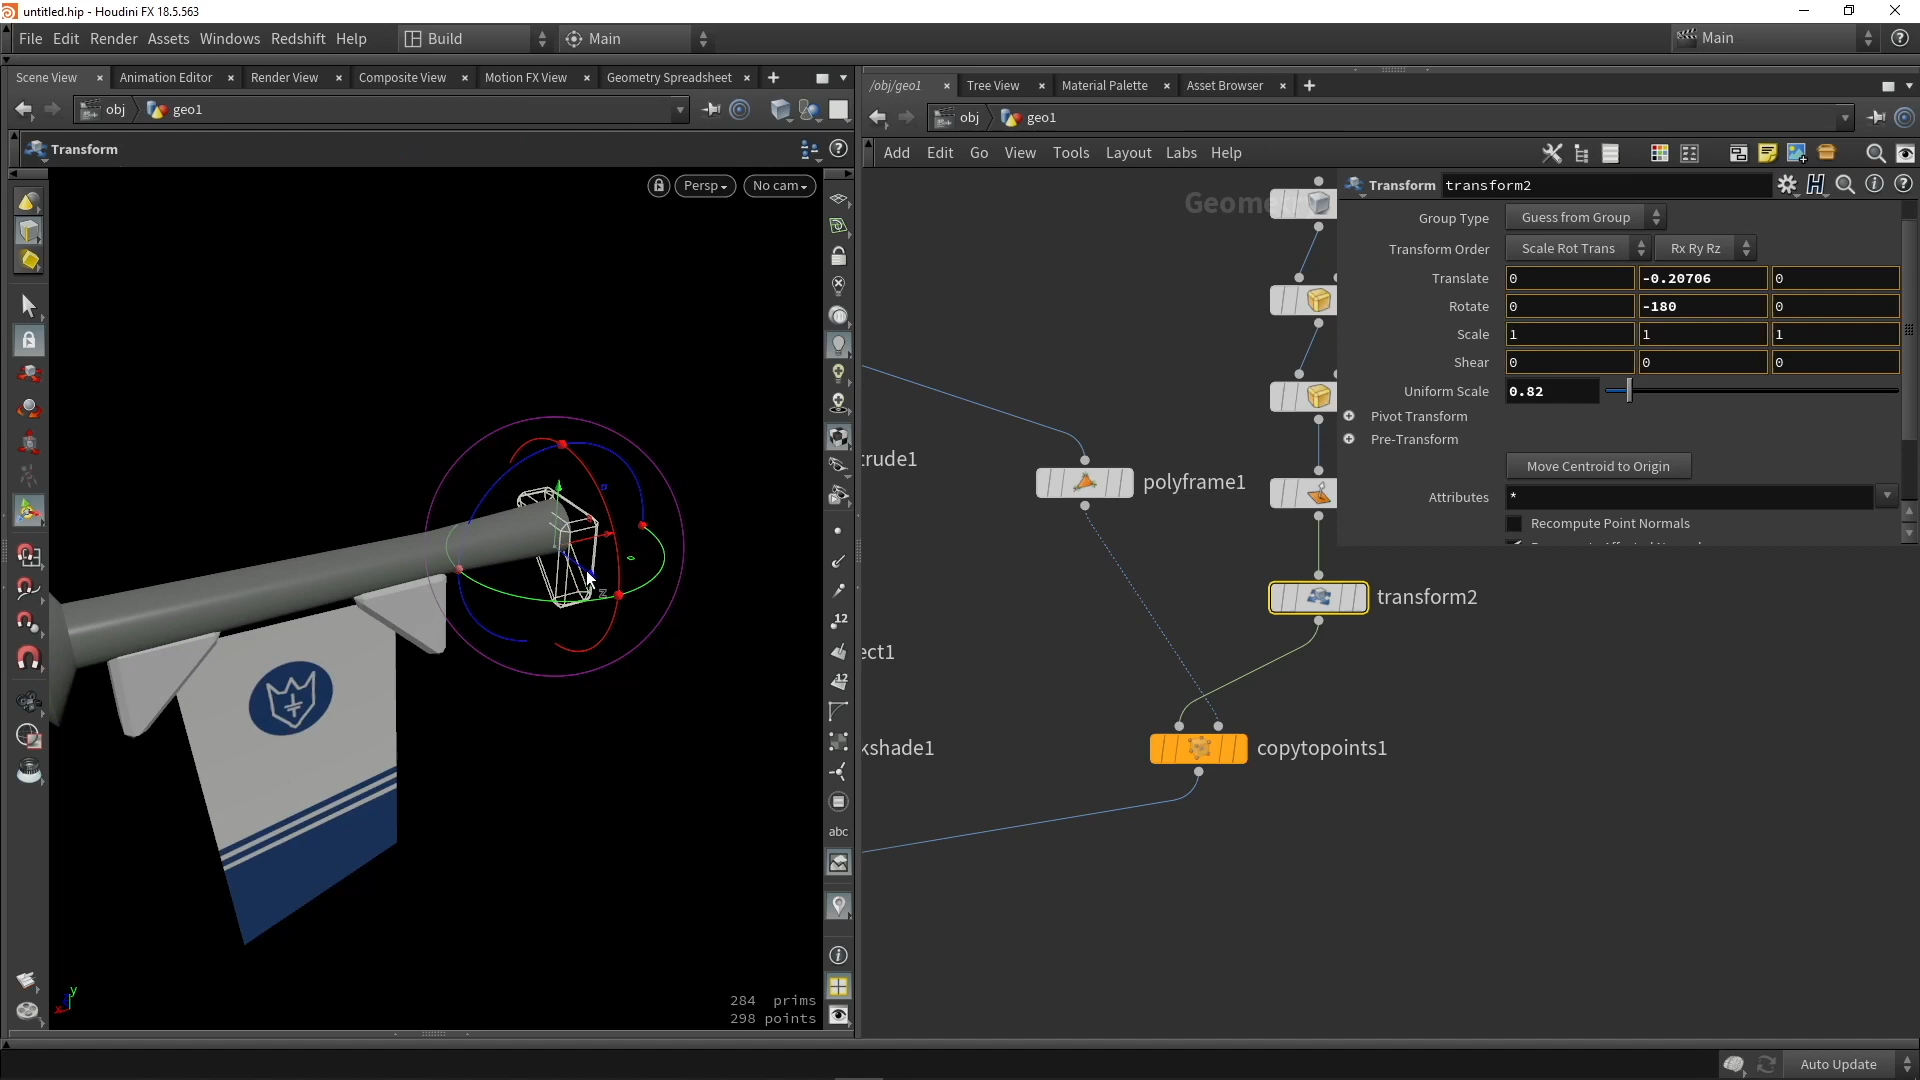 untitled.hip - Houdini FX 18.5.563
File Edit Render Assets Windows Redshift Help Build Main Main
Scene View Animation Editor Render View Composite View Motion FX View Geometry Spreadsheet
obj geo1
Transform
Persp No cam
z
y
x
284 prims
298 points
12
12
abc
/obj/geo1 Tree View Material Palette Asset Browser
obj geo1
Add Edit Go View Tools Layout Labs Help
Geome
Transform transform2
Group Type Guess from Group
Transform Order Scale Rot Trans Rx Ry Rz
Translate 0 -0.20706 0
Rotate 0 -180 0
Scale 1 1 1
Shear 0 0 0
Uniform Scale 0.82
Pivot Transform
Pre-Transform
Move Centroid to Origin
Attributes *
Recompute Point Normals
trude1
polyframe1
transform2
ect1
kshade1
copytopoints1
Auto Update